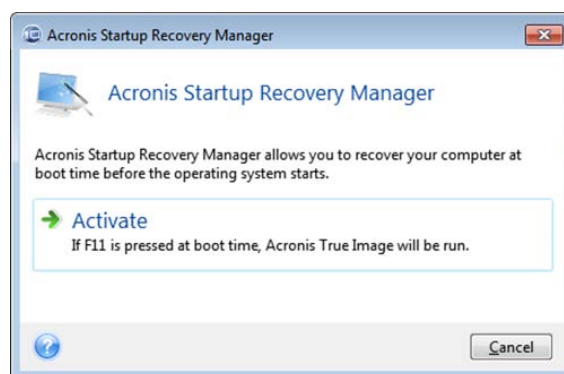 Acronis Startup Recovery Manager
Acronis Startup Recovery Manager
Acronis Startup Recovery Manager allows you to recover your computer at
boot time before the operating system starts.
Activate
If F11 is pressed at boot time, Acronis True Image will be run.
Cancel